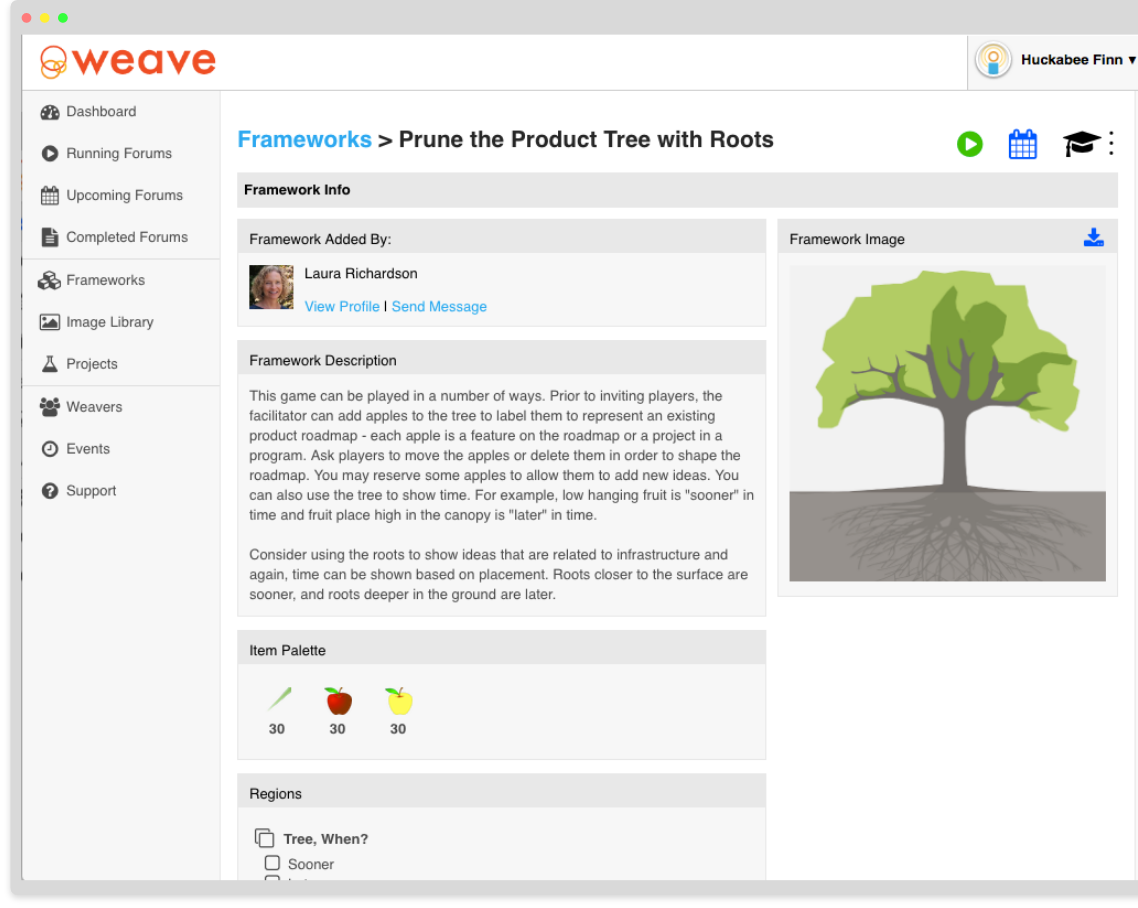 weave
Huckabee Finn ▾
Dashboard
Running Forums
Upcoming Forums
Completed Forums
Frameworks
Image Library
Projects
Weavers
Events
Support
Frameworks > Prune the Product Tree with Roots
Framework Info
Framework Added By:
Laura Richardson
View Profile | Send Message
Framework Description
This game can be played in a number of ways. Prior to inviting players, the
facilitator can add apples to the tree to label them to represent an existing
product roadmap - each apple is a feature on the roadmap or a project in a
program. Ask players to move the apples or delete them in order to shape the
roadmap. You may reserve some apples to allow them to add new ideas. You
can also use the tree to show time. For example, low hanging fruit is "sooner" in
time and fruit place high in the canopy is "later" in time.
Consider using the roots to show ideas that are related to infrastructure and
again, time can be shown based on placement. Roots closer to the surface are
sooner, and roots deeper in the ground are later.
Item Palette
30 30 30
Regions
Tree, When?
Sooner
Framework Image